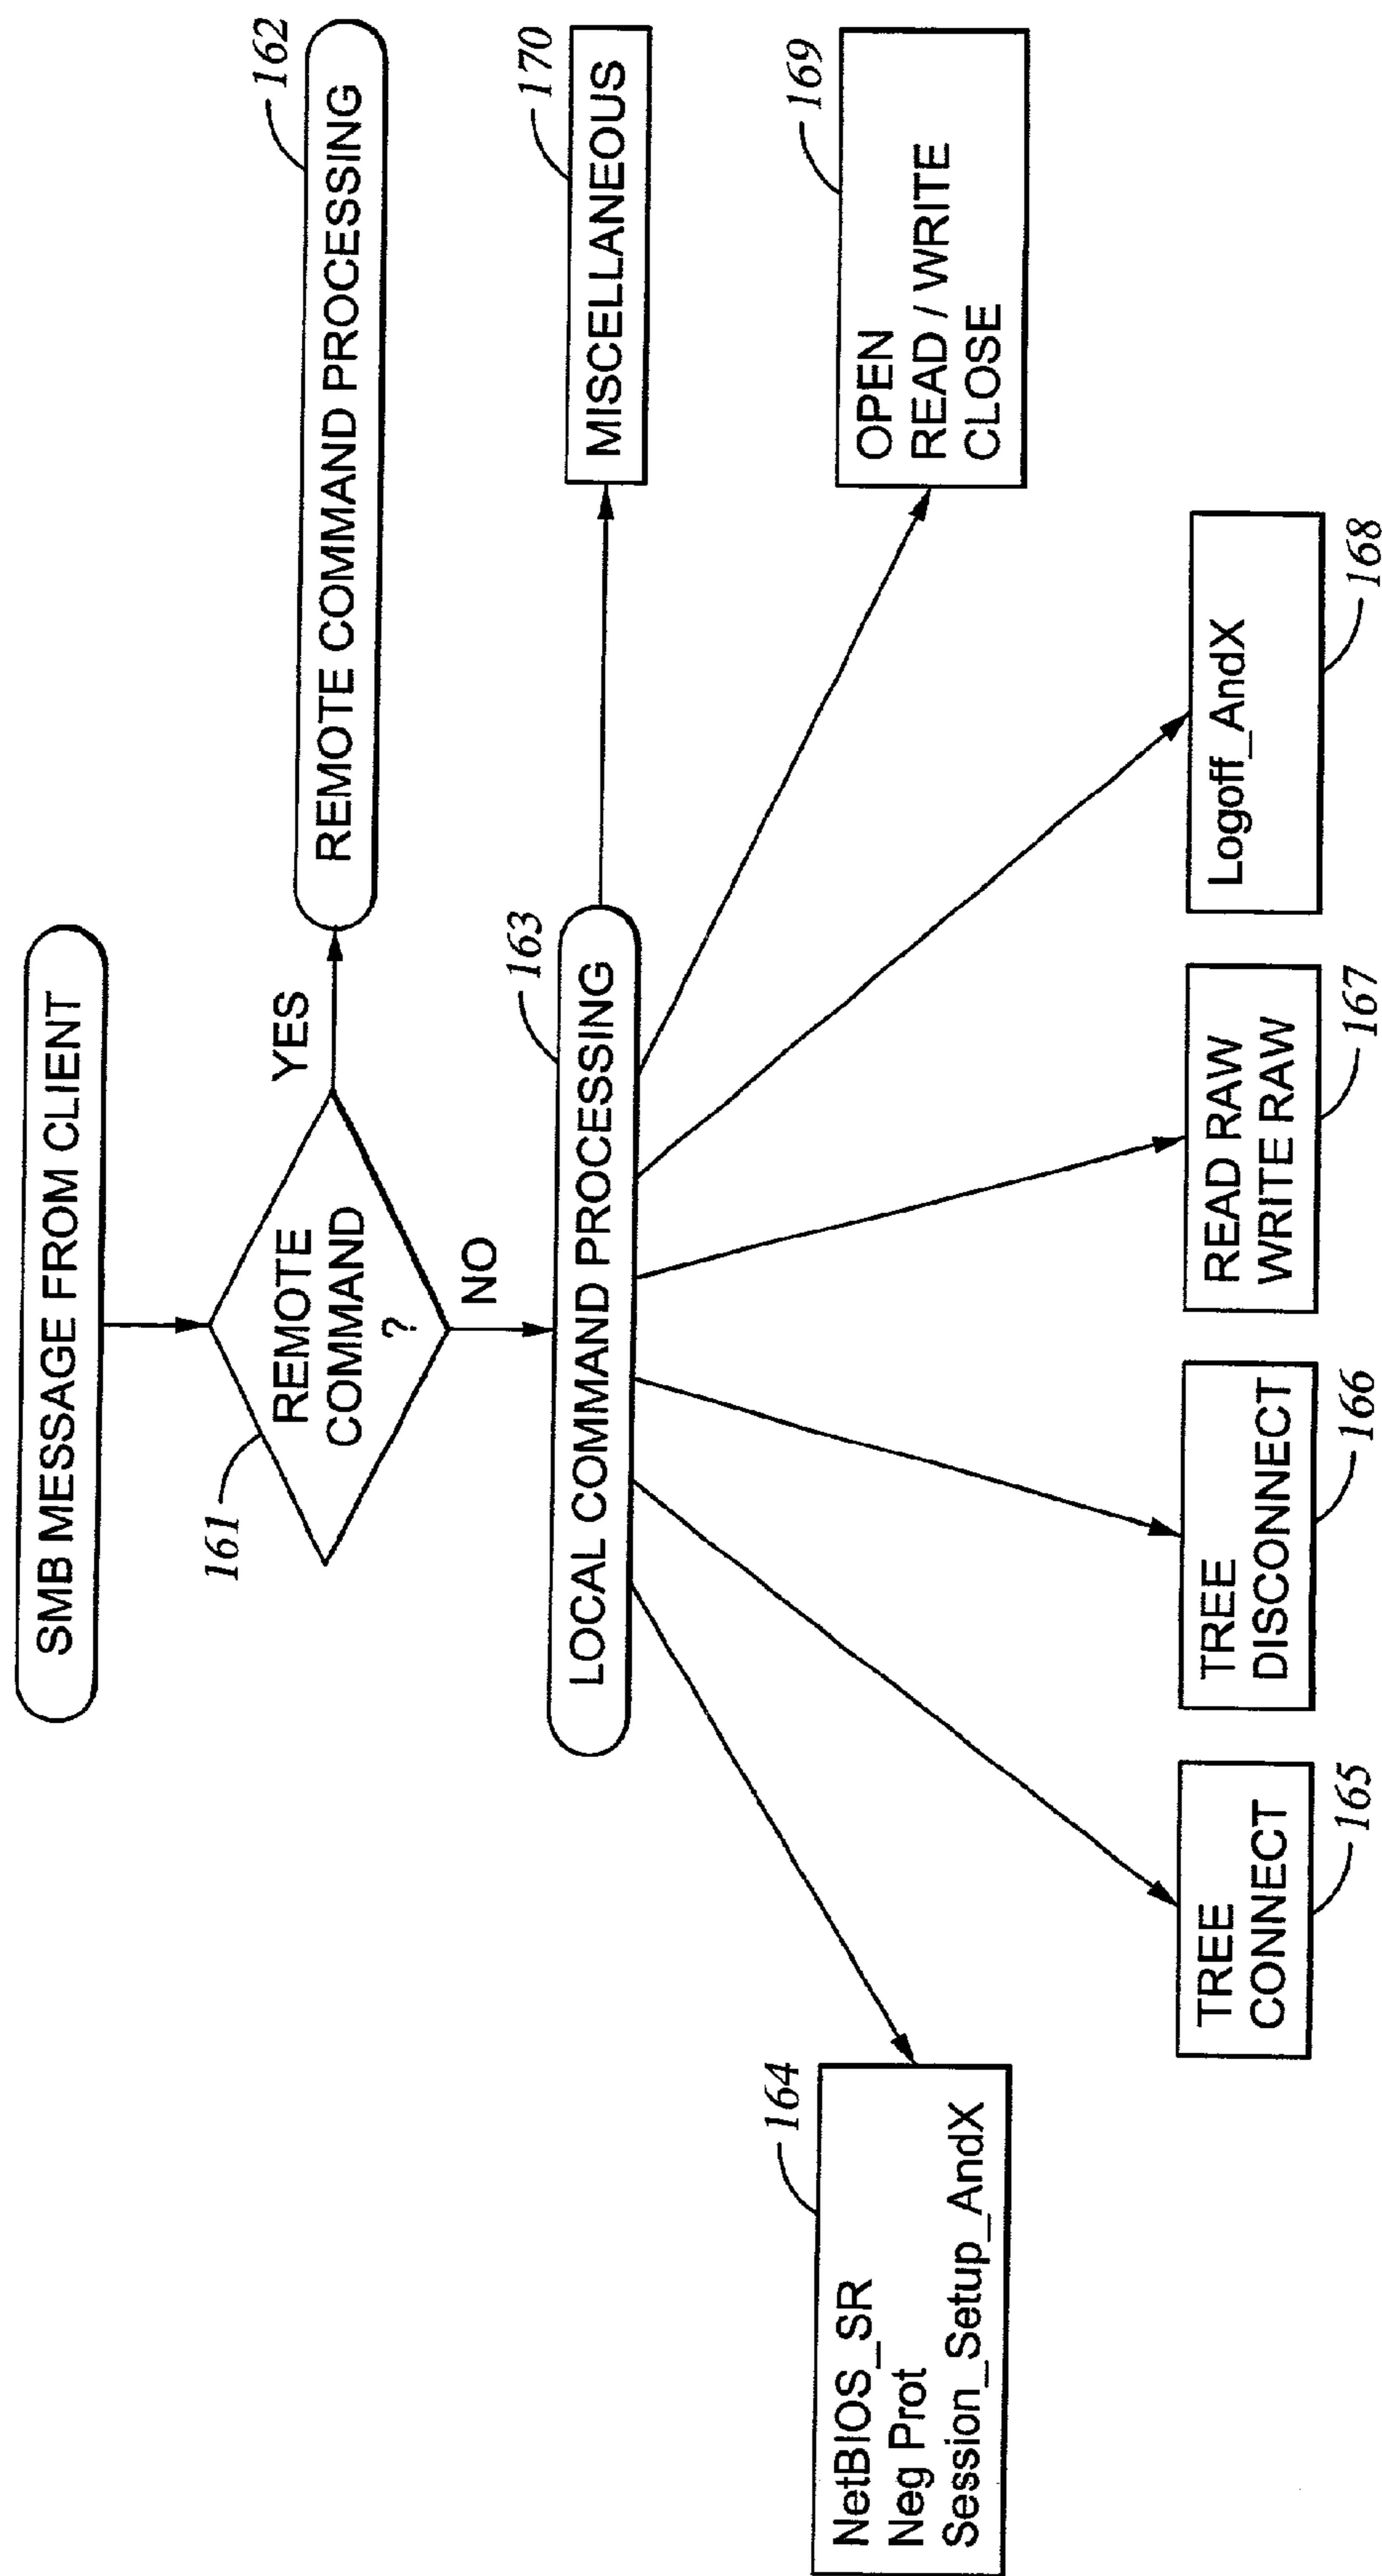 SMB MESSAGE FROM CLIENT
161
REMOTE
COMMAND
?
YES
162
REMOTE COMMAND PROCESSING
NO
163
LOCAL COMMAND PROCESSING
170
MISCELLANEOUS
164
NetBIOS_SR
Neg Prot
Session_Setup_AndX
TREE
CONNECT
165
TREE
DISCONNECT
166
READ RAW
WRITE RAW
167
Logoff_AndX
168
169
OPEN
READ / WRITE
CLOSE